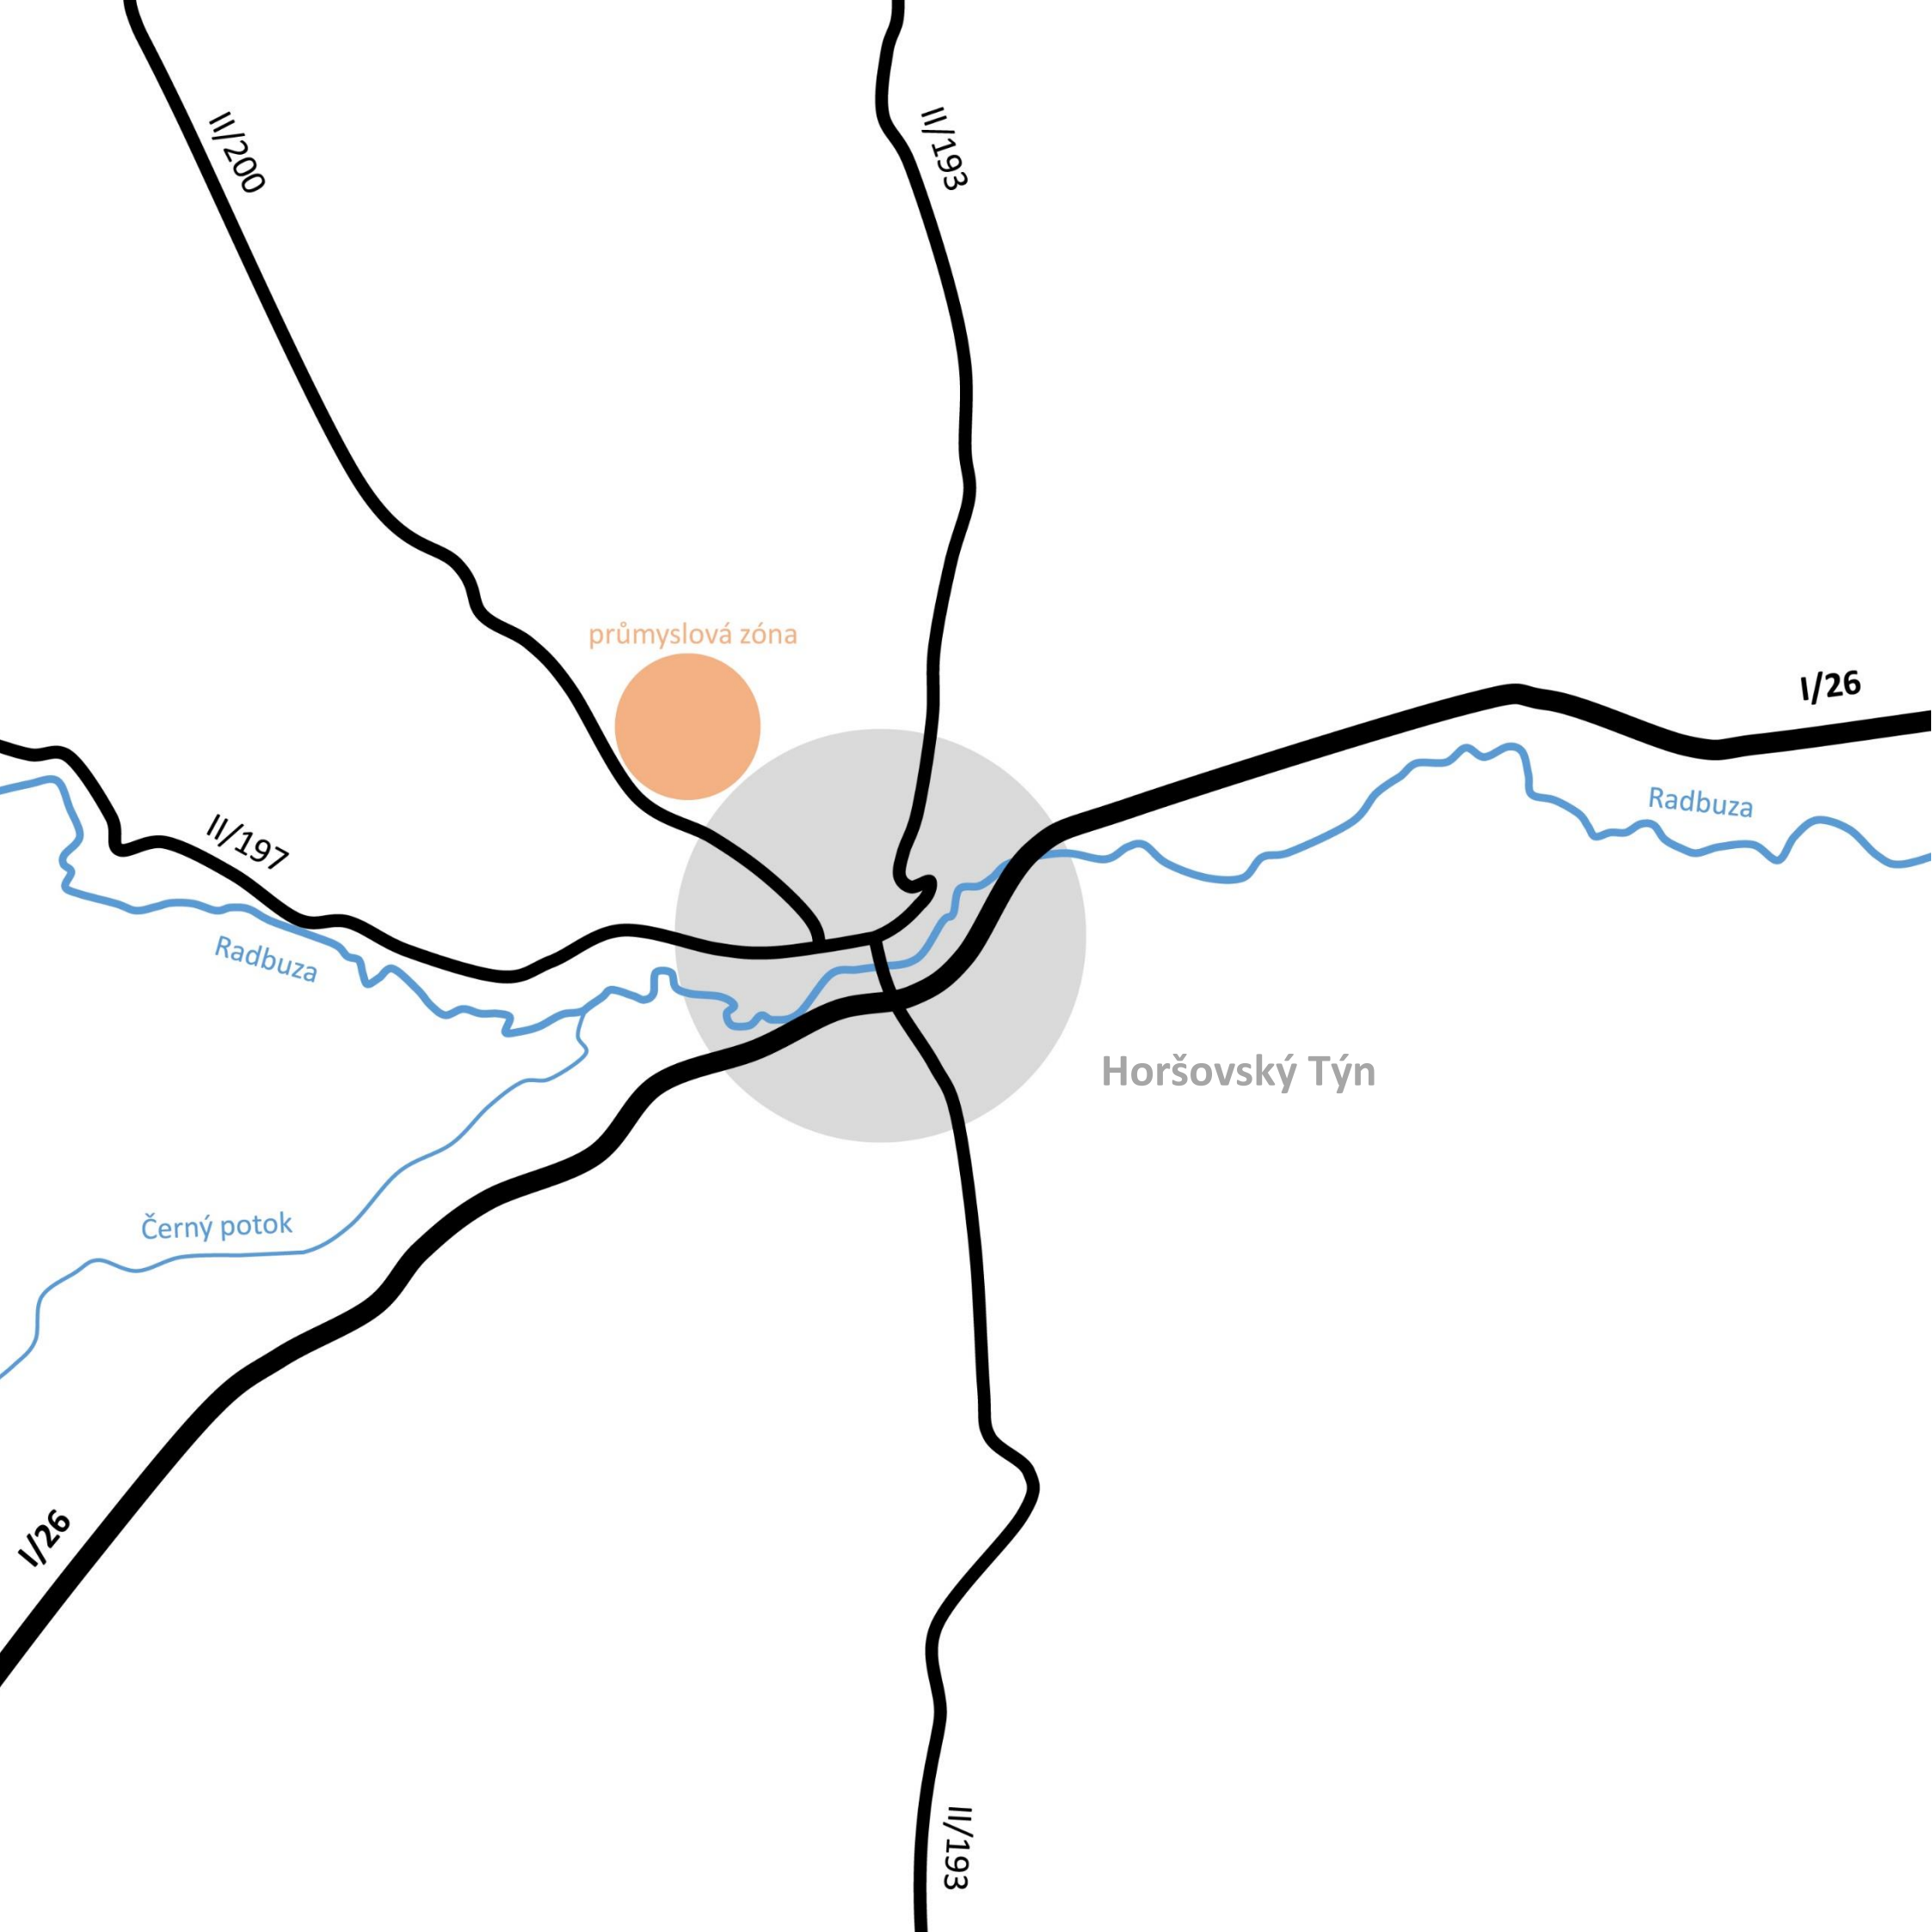 II/200
II/193
průmyslová zóna
I/26
Radbuza
II/197
Radbuza
Horšovský Týn
Černý potok
I/26
II/193